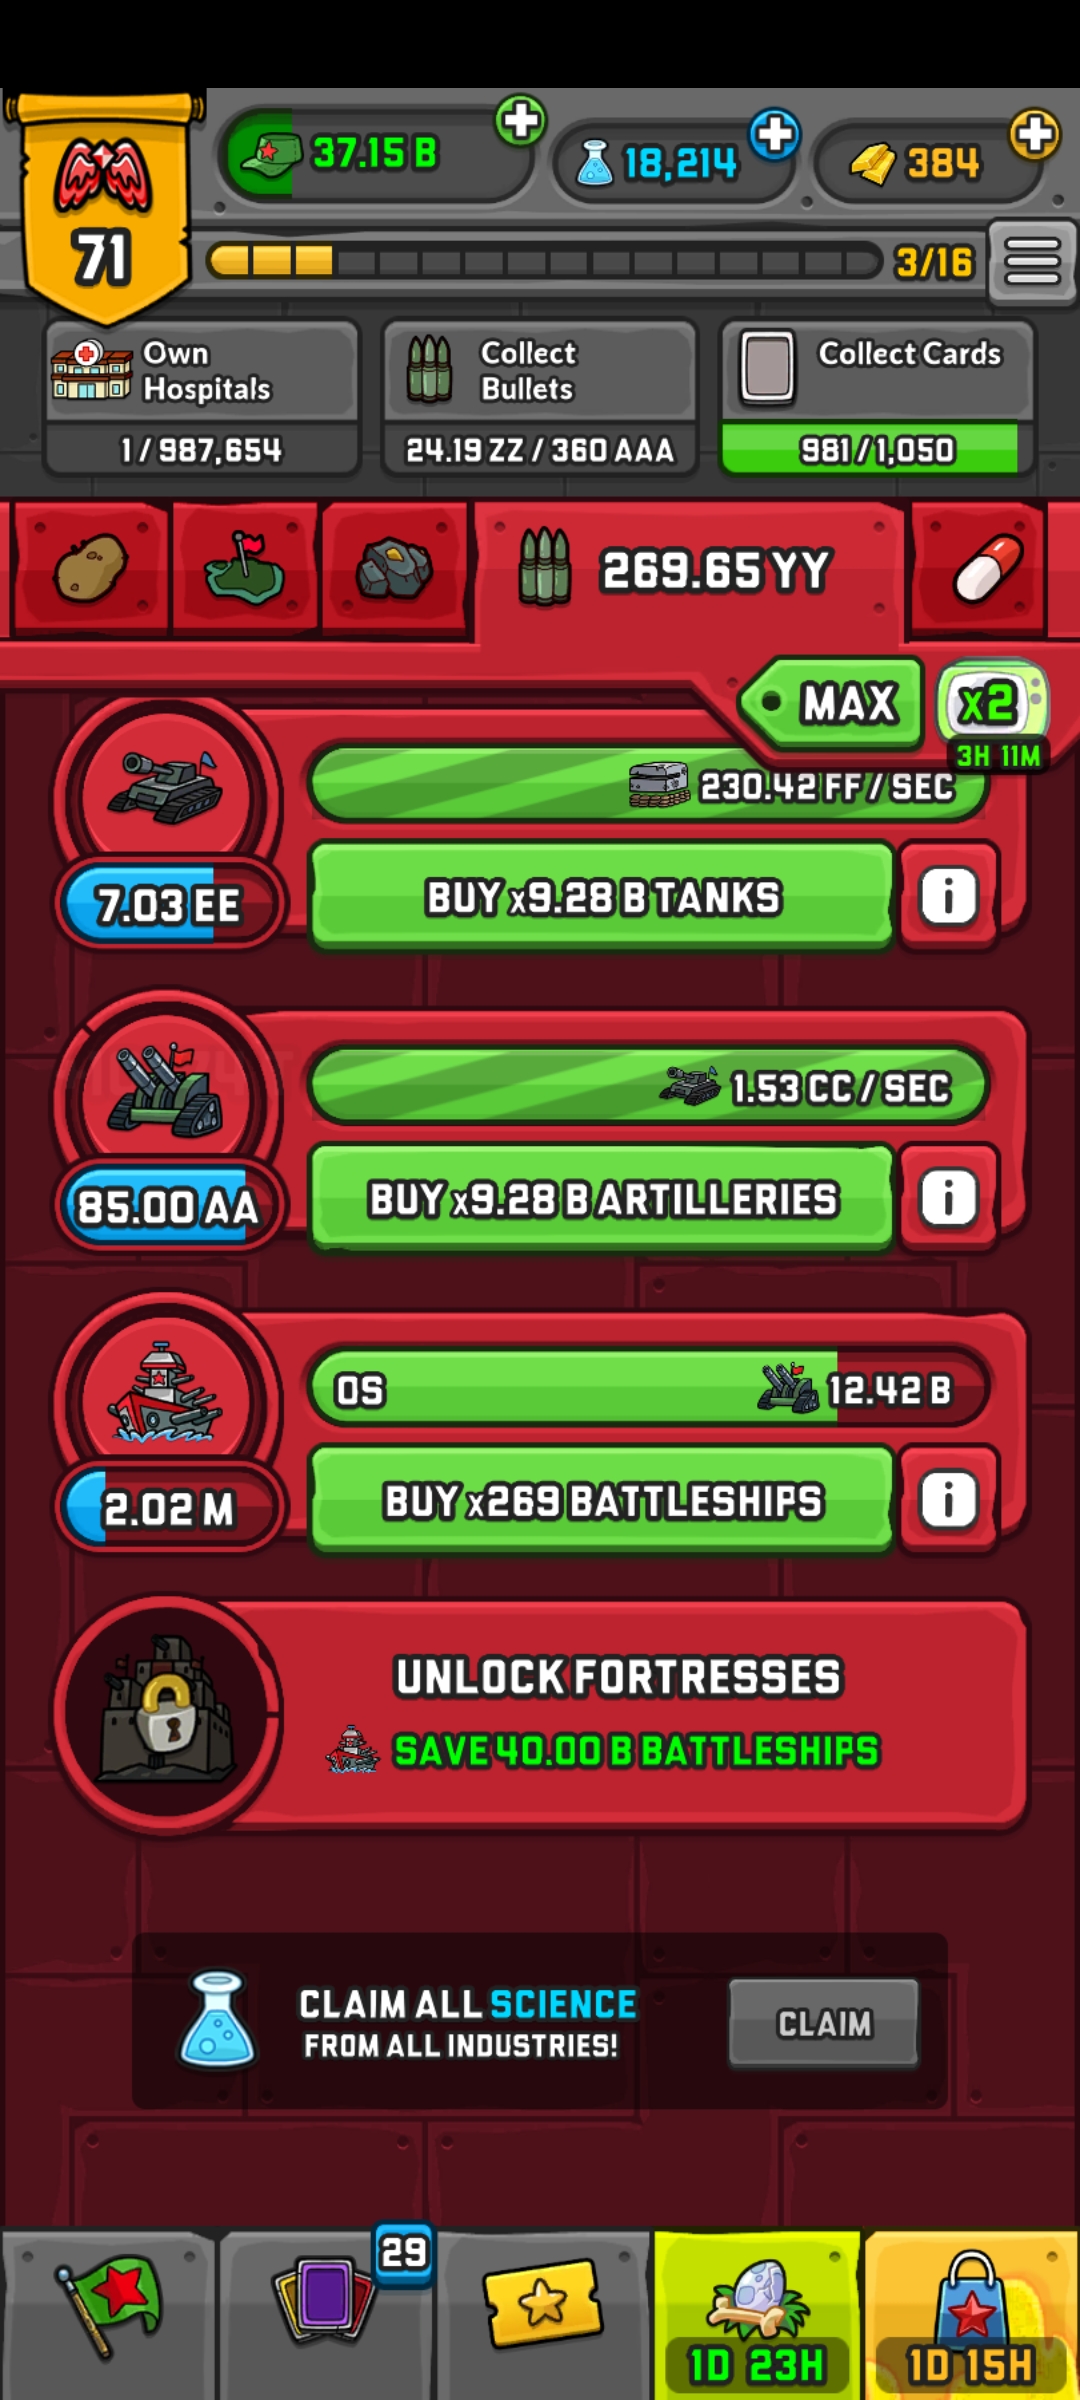 37.15 B
18,214
384
71
3/16
Own
Hospitals
1 / 987,654
Collect
Bullets
24.19 ZZ / 360 AAA
Collect Cards
981 / 1,050
269.65 YY
MAX
x2
3H 11M
230.42 FF / SEC
7.03 EE
BUY x9.28 B TANKS
i
1.53 CC / SEC
85.00 AA
BUY x9.28 B ARTILLERIES
i
0S
12.42 B
2.02 M
BUY x269 BATTLESHIPS
i
UNLOCK FORTRESSES
SAVE 40.00 B BATTLESHIPS
CLAIM ALL SCIENCE
FROM ALL INDUSTRIES!
CLAIM
29
1D 23H
1D 15H